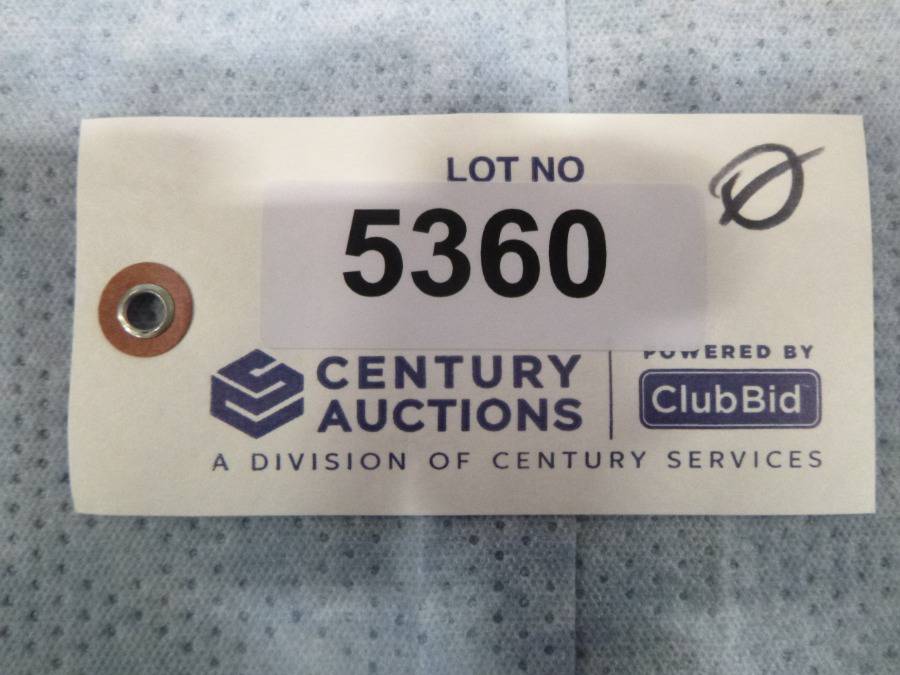 LOT NO
5360
CENTURY
AUCTIONS
POWERED BY
ClubBid
A DIVISION OF CENTURY SERVICES